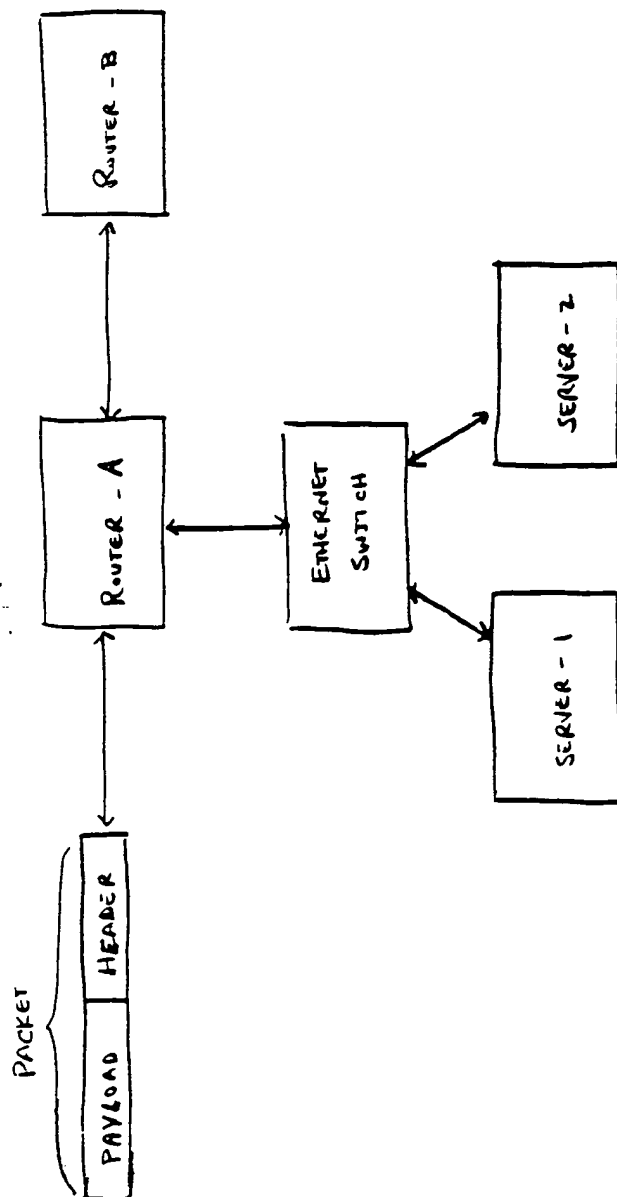 PACKET
PAYLOAD
HEADER
ROUTER - A
ROUTER - B
ETHERNET
SWITCH
SERVER - 1
SERVER - 2